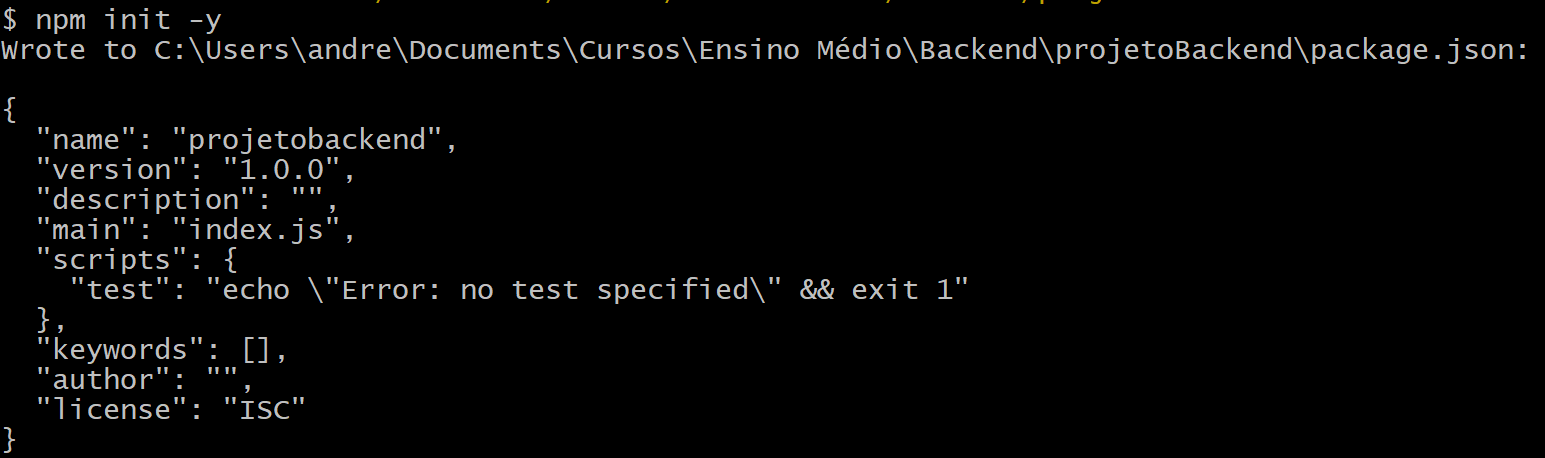 $ npm init -y
Wrote to C:\Users\andre\Documents\Cursos\Ensino Médio\Backend\projetoBackend\package.json:
{
  "name": "projetobackend",
  "version": "1.0.0",
  "description": "",
  "main": "index.js",
  "scripts": {
    "test": "echo \"Error: no test specified\" && exit 1"
  },
  "keywords": [],
  "author": "",
  "license": "ISC"
}